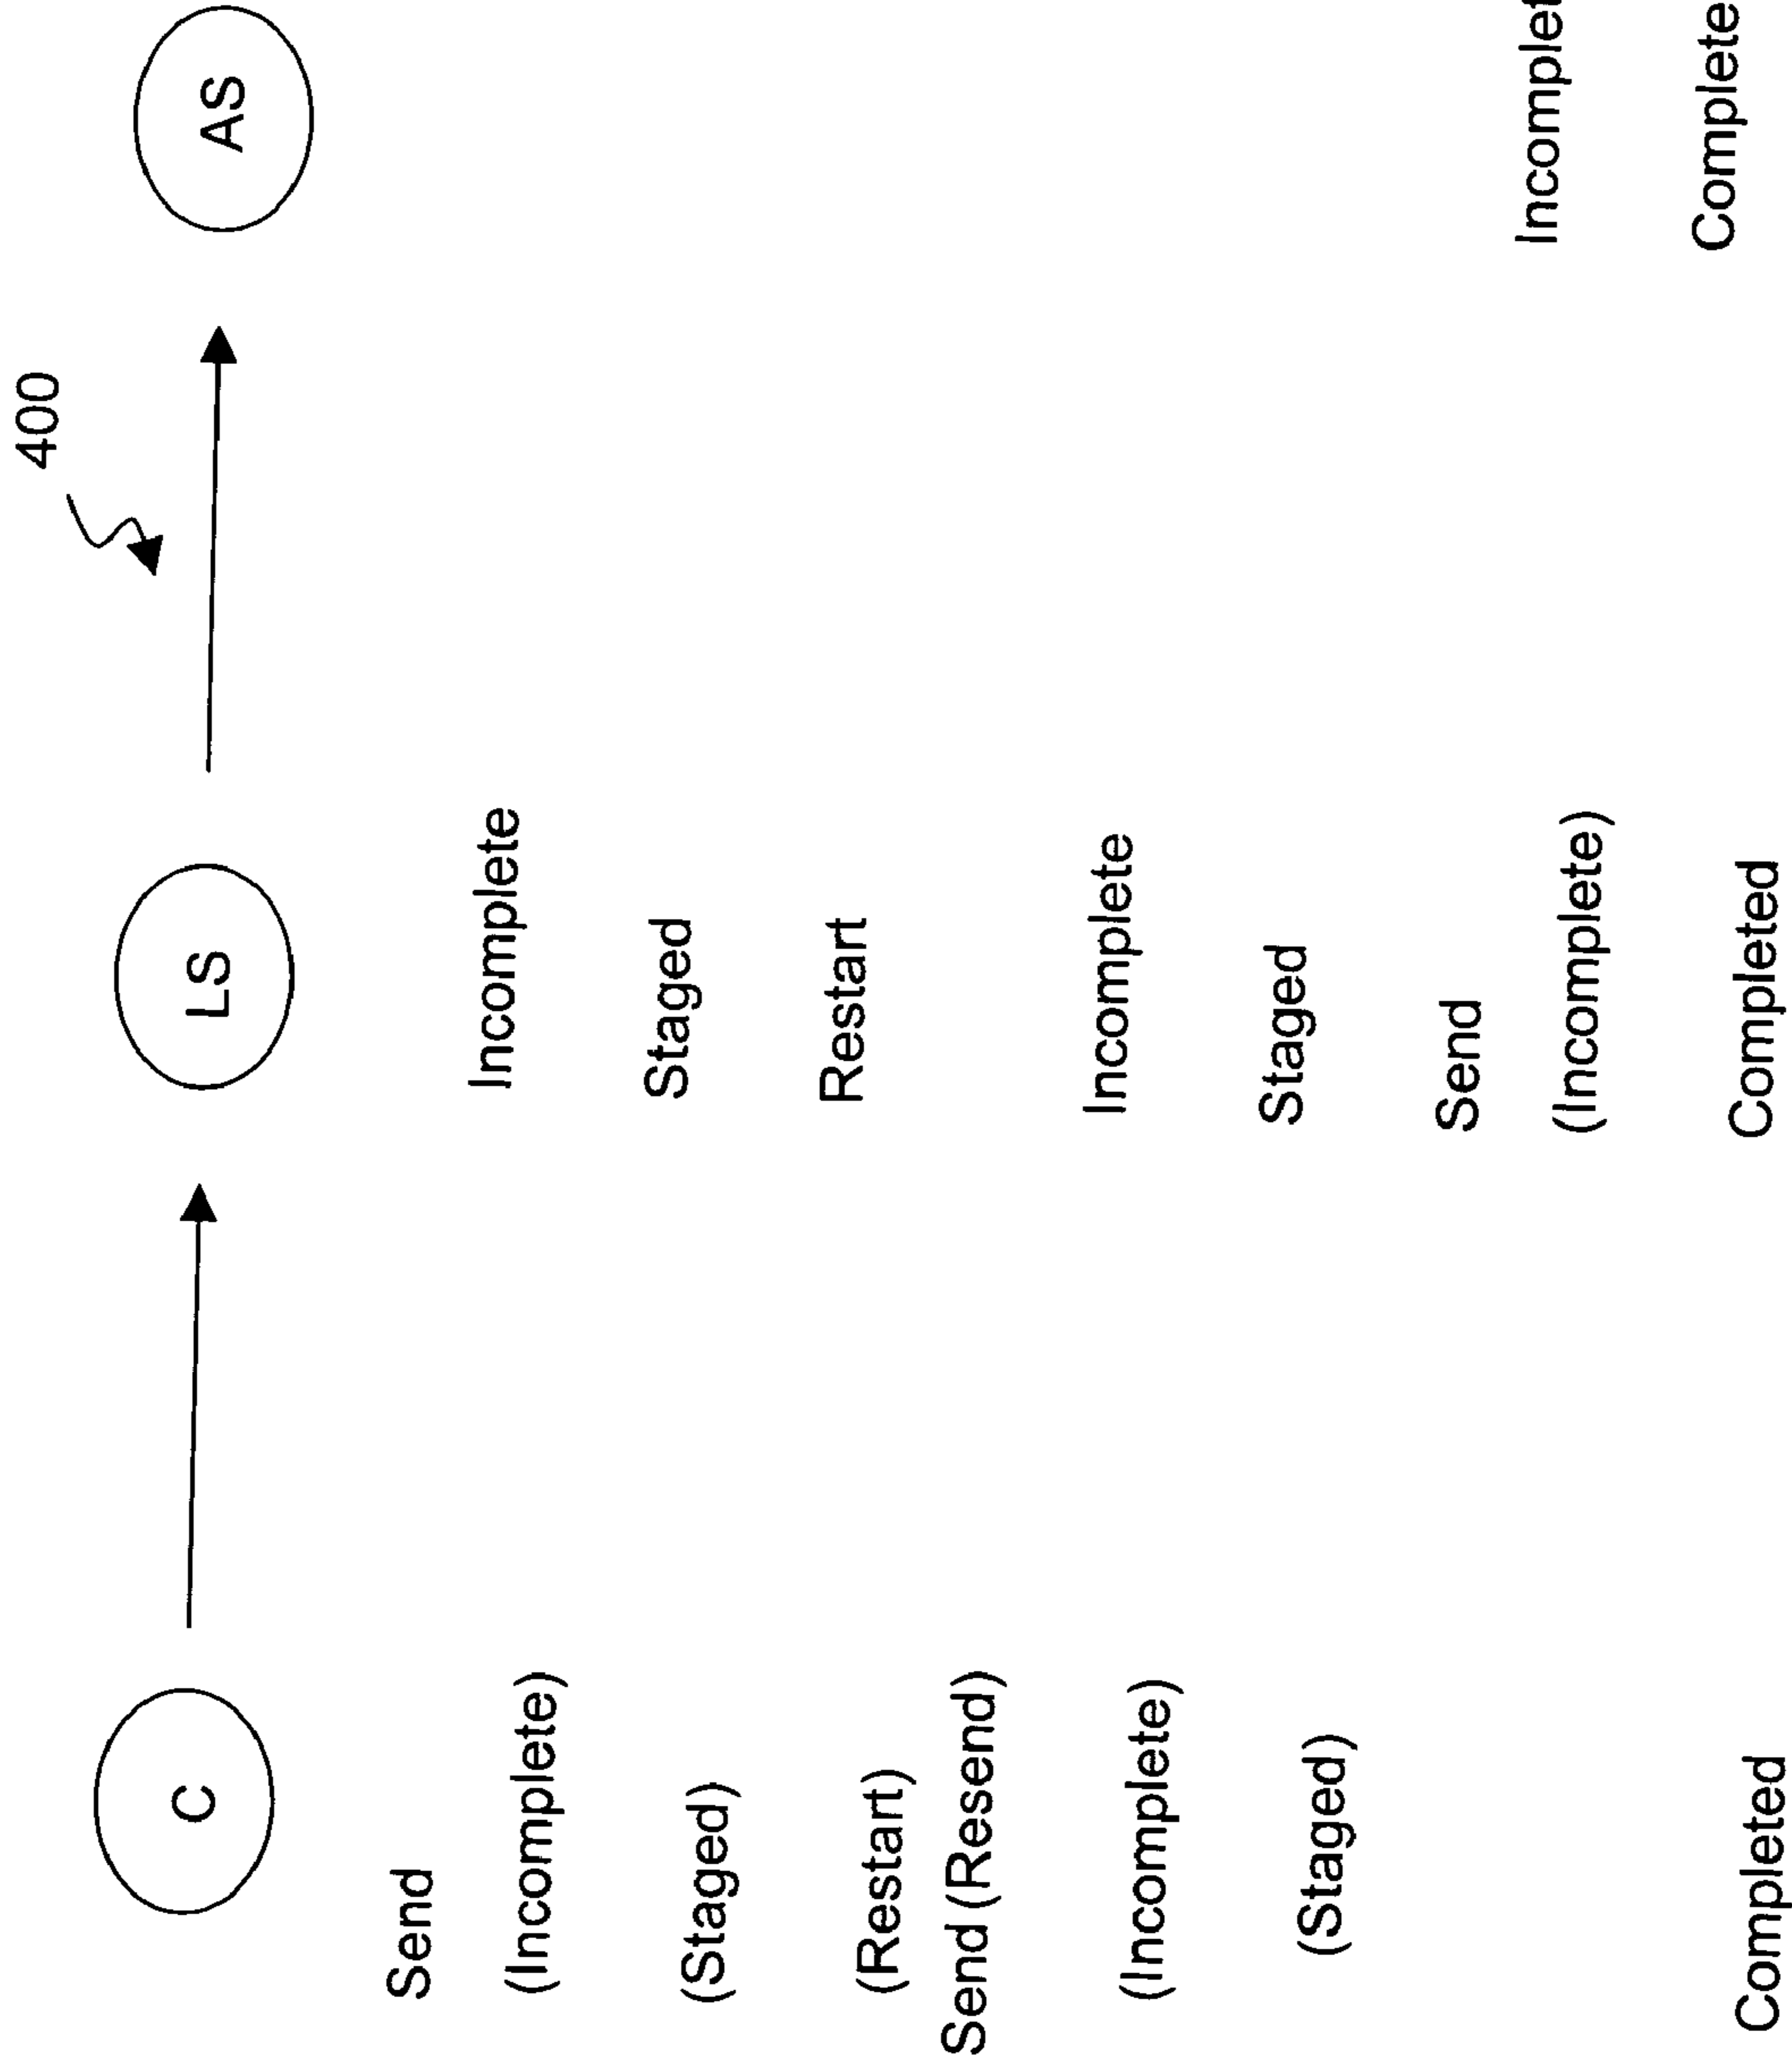 400
C LS AS
Send
(Incomplete) Incomplete
(Staged) Staged
(Restart) Restart
Send (Resend)
(Incomplete) Incomplete
(Staged) Staged
Send
(Incomplete) Incomplet
Completed Completed Complete